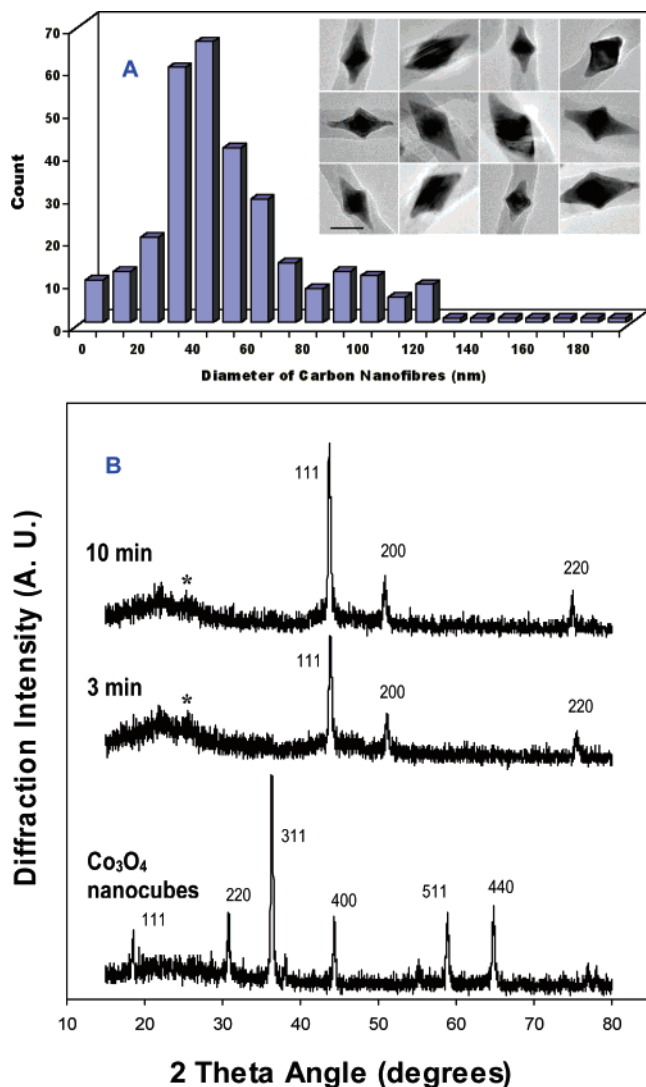 A
70
60
50
40
30
20
10
0
Count
0 20 40 60 80 100 120 140 160 180
Diameter of Carbon Nanofibres (nm)
B
111
10 min
*
200
220
111
3 min
*
200
220
311
Co₃O₄
nanocubes
111
220
400
511
440
Diffraction Intensity (A. U.)
10 20 30 40 50 60 70 80
2 Theta Angle (degrees)